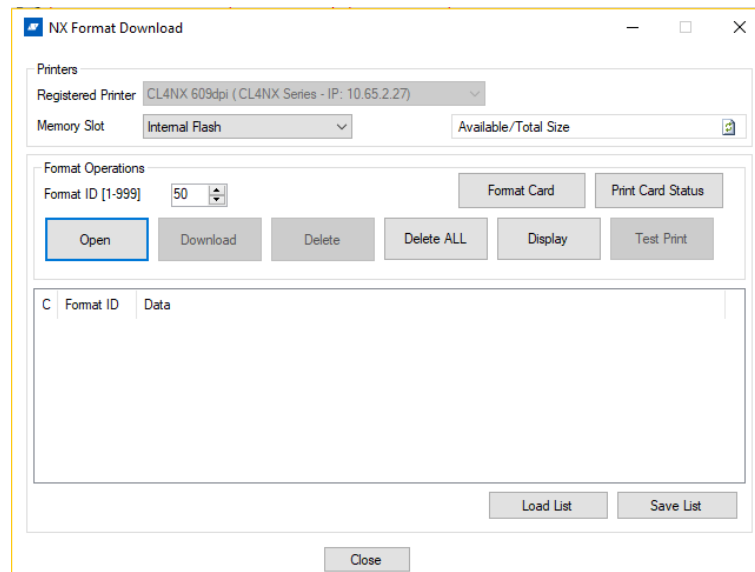 NX Format Download
Printers
Registered Printer CL4NX 609dpi ( CL4NX Series - IP: 10.65.2.27)
Memory Slot Internal Flash Available/Total Size
Format Operations
Format ID [1-999] 50 Format Card Print Card Status
Open Download Delete Delete ALL Display Test Print
C Format ID Data
Load List Save List
Close